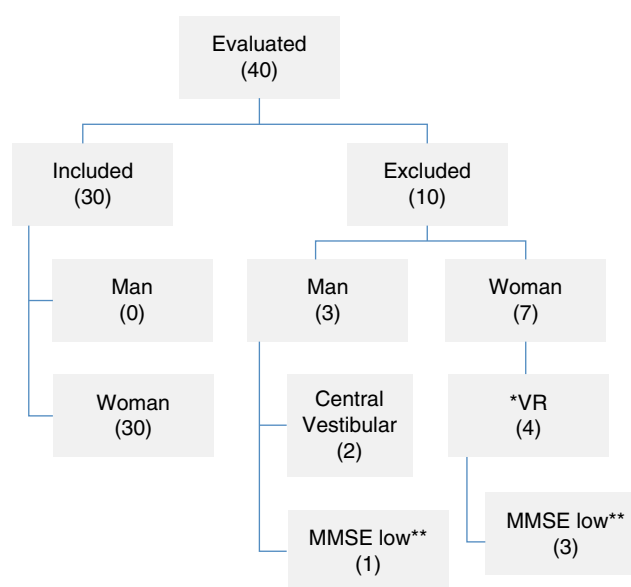 Evaluated
(40)
Included
(30)
Excluded
(10)
Man
(0)
Man
(3)
Woman
(7)
Woman
(30)
Central
Vestibular
(2)
*VR
(4)
MMSE low**
(1)
MMSE low**
(3)